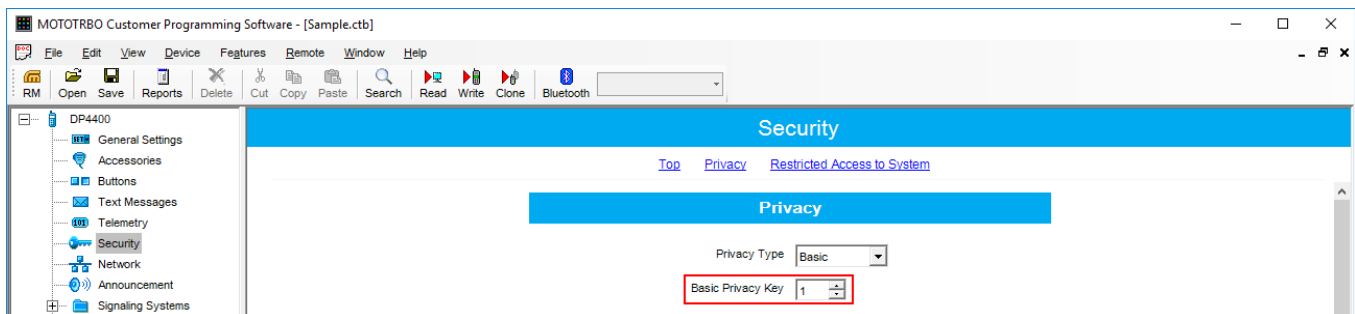 MOTOTRBO Customer Programming Software - [Sample.ctb]
File Edit View Device Features Remote Window Help
RM Open Save Reports Delete Cut Copy Paste Search Read Write Clone Bluetooth
DP4400
General Settings
Accessories
Buttons
Text Messages
Telemetry
Security
Network
Announcement
Signaling Systems
Security
Top Privacy Restricted Access to System
Privacy
Privacy Type Basic
Basic Privacy Key 1